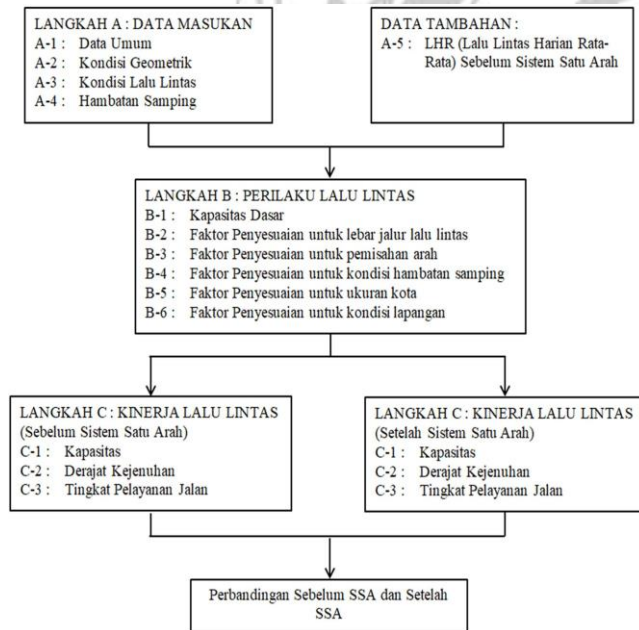 LANGKAH A : DATA MASUKAN
A-1 : Data Umum
A-2 : Kondisi Geometrik
A-3 : Kondisi Lalu Lintas
A-4 : Hambatan Samping
DATA TAMBAHAN :
A-5 : LHR (Lalu Lintas Harian Rata-
Rata) Sebelum Sistem Satu Arah
LANGKAH B : PERILAKU LALU LINTAS
B-1 : Kapasitas Dasar
B-2 : Faktor Penyesuaian untuk lebar jalur lalu lintas
B-3 : Faktor Penyesuaian untuk pemisahan arah
B-4 : Faktor Penyesuaian untuk kondisi hambatan samping
B-5 : Faktor Penyesuaian untuk ukuran kota
B-6 : Faktor Penyesuaian untuk kondisi lapangan
LANGKAH C : KINERJA LALU LINTAS
(Sebelum Sistem Satu Arah)
C-1 : Kapasitas
C-2 : Derajat Kejenuhan
C-3 : Tingkat Pelayanan Jalan
LANGKAH C : KINERJA LALU LINTAS
(Setelah Sistem Satu Arah)
C-1 : Kapasitas
C-2 : Derajat Kejenuhan
C-3 : Tingkat Pelayanan Jalan
Perbandingan Sebelum SSA dan Setelah
SSA